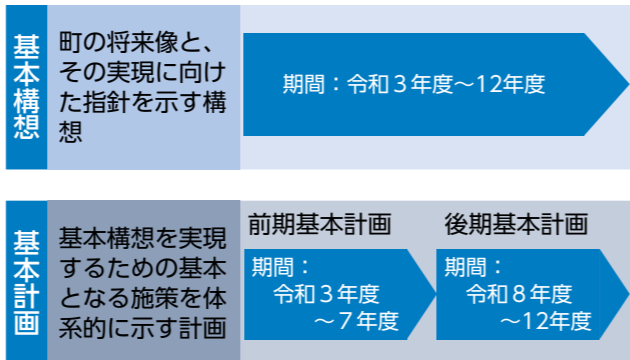 基本構想
町の将来像と、
その実現に向け
た指針を示す構
想
期間：令和３年度～12年度
基本計画
基本構想を実現
するための基本
となる施策を体
系的に示す計画
前期基本計画
期間：
令和３年度
～７年度
後期基本計画
期間：
令和８年度
～12年度